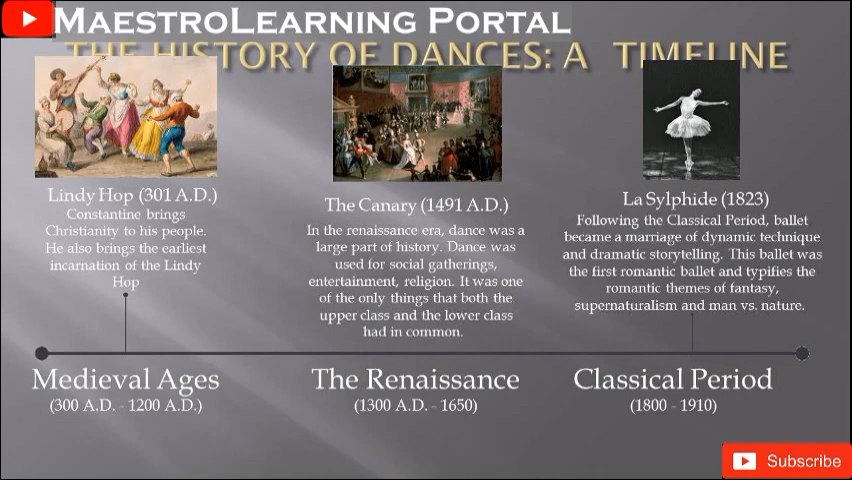 MAESTROLEARNING PORTAL
THE HISTORY OF DANCES: A TIMELINE
Lindy Hop (301 A.D.)
Constantine brings
Christianity to his people.
He also brings the earliest
incarnation of the Lindy
Hop
The Canary (1491 A.D.)
In the renaissance era, dance was a
large part of history. Dance was
used for social gatherings,
entertainment, religion. It was one
of the only things that both the
upper class and the lower class
had in common.
La Sylphide (1823)
Following the Classical Period, ballet
became a marriage of dynamic technique
and dramatic storytelling. This ballet was
the first romantic ballet and typifies the
romantic themes of fantasy,
supernaturalism and man vs. nature.
Medieval Ages
(300 A.D. - 1200 A.D.)
The Renaissance
(1300 A.D. - 1650)
Classical Period
(1800 - 1910)
Subscribe